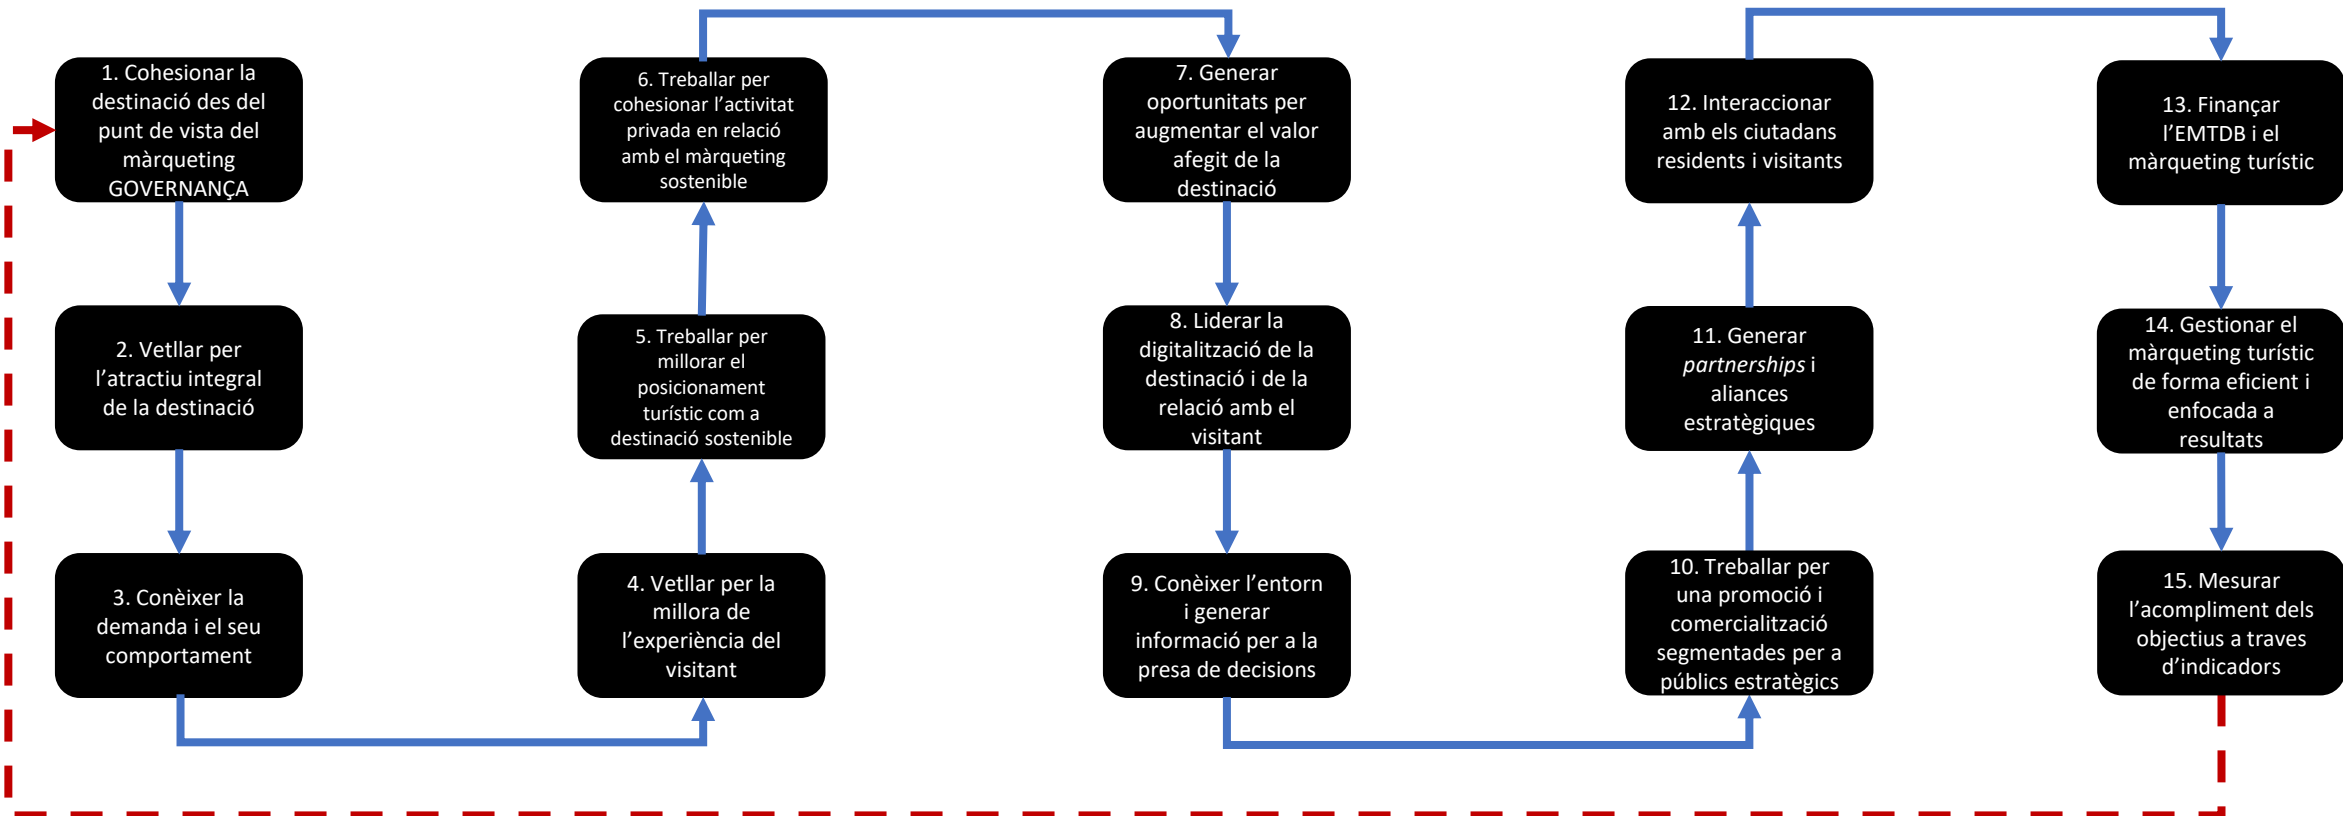 1. Cohesionar la
destinació des del
punt de vista del
màrqueting
GOVERNANÇA
2. Vetllar per
l’atractiu integral
de la destinació
3. Conèixer la
demanda i el seu
comportament
4. Vetllar per la
millora de
l’experiència del
visitant
5. Treballar per
millorar el
posicionament
turístic com a
destinació sostenible
6. Treballar per
cohesionar l’activitat
privada en relació
amb el màrqueting
sostenible
7. Generar
oportunitats per
augmentar el valor
afegit de la
destinació
8. Liderar la
digitalització de la
destinació i de la
relació amb el
visitant
9. Conèixer l’entorn
i generar
informació per a la
presa de decisions
10. Treballar per
una promoció i
comercialització
segmentades per a
públics estratègics
11. Generar
partnerships i
aliances
estratègiques
12. Interaccionar
amb els ciutadans
residents i visitants
13. Finançar
l’EMTDB i el
màrqueting turístic
14. Gestionar el
màrqueting turístic
de forma eficient i
enfocada a
resultats
15. Mesurar
l’acompliment dels
objectius a traves
d’indicadors